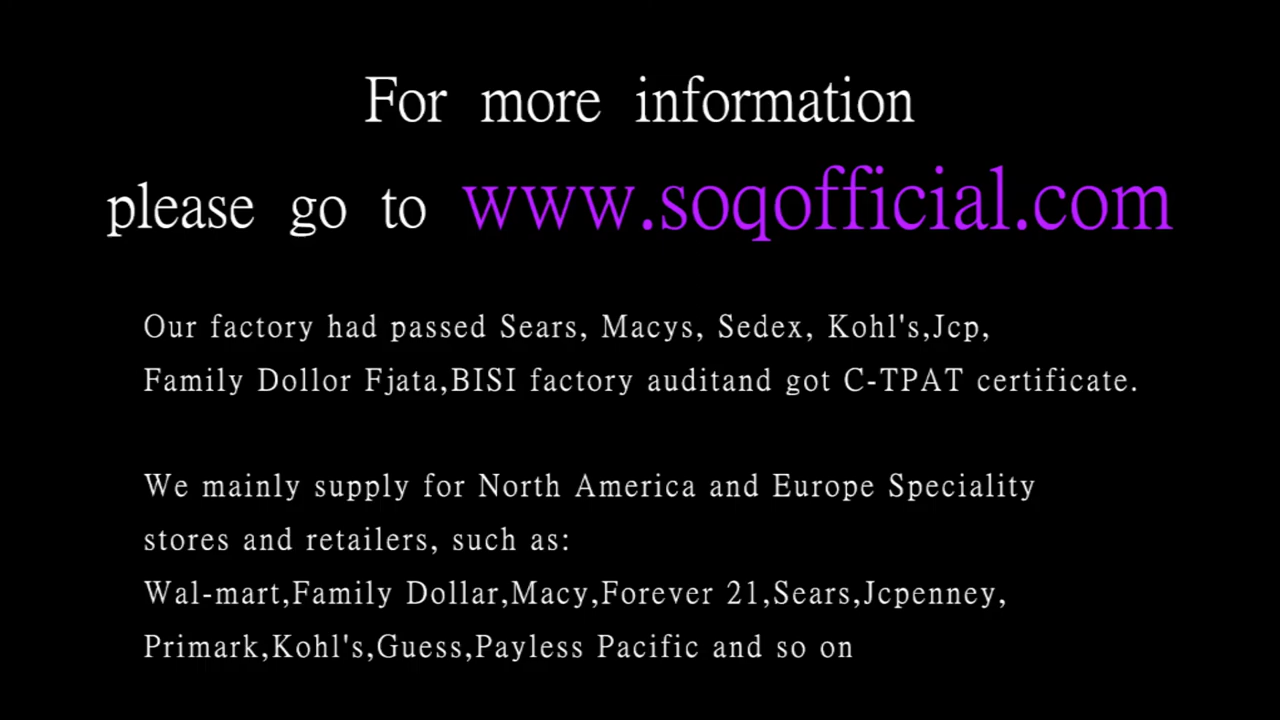 For more information
please go to www.soqofficial.com
Our factory had passed Sears, Macys, Sedex, Kohl's,Jcp,
Family Dollor Fjata,BISI factory auditand got C-TPAT certificate.
We mainly supply for North America and Europe Speciality
stores and retailers, such as:
Wal-mart,Family Dollar,Macy,Forever 21,Sears,Jcpenney,
Primark,Kohl's,Guess,Payless Pacific and so on